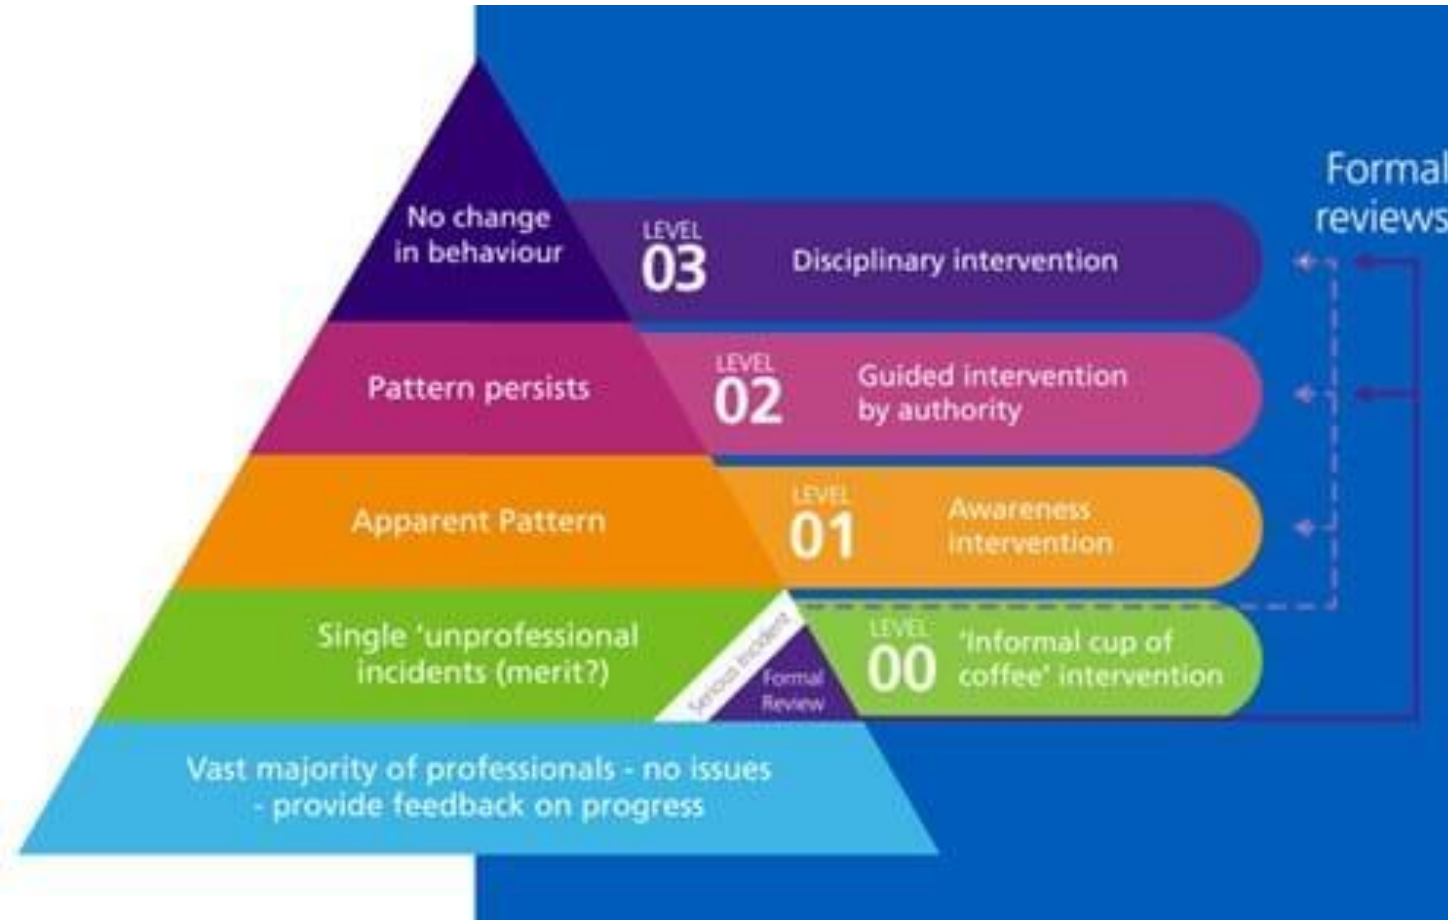 Formal
reviews
No change
in behaviour
LEVEL
03
Disciplinary intervention
Pattern persists
LEVEL
02
Guided intervention
by authority
Apparent Pattern
LEVEL
01
Awareness
intervention
Single ‘unprofessional
incidents (merit?)
Serious Incident
Formal
Review
LEVEL
00
‘Informal cup of
coffee’ intervention
Vast majority of professionals - no issues
- provide feedback on progress